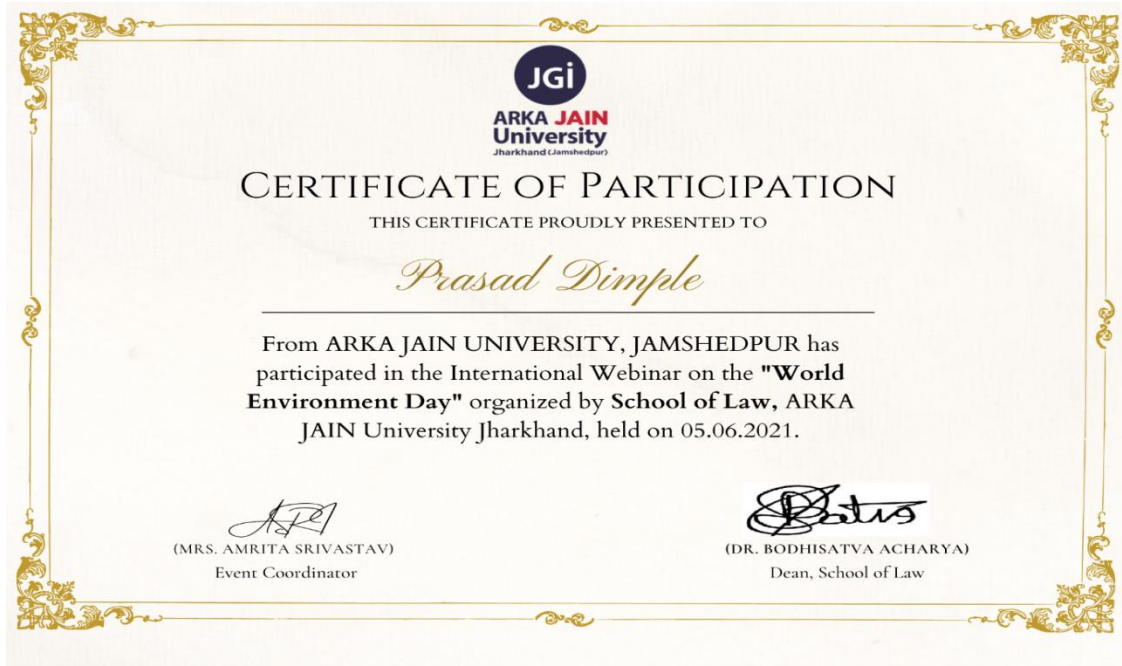 JGi
ARKA JAIN
University
Jharkhand (Jamshedpur)
CERTIFICATE OF PARTICIPATION
THIS CERTIFICATE PROUDLY PRESENTED TO
Prasad Dimple
From ARKA JAIN UNIVERSITY, JAMSHEDPUR has
participated in the International Webinar on the "World
Environment Day" organized by School of Law, ARKA
JAIN University Jharkhand, held on 05.06.2021.
(MRS. AMRITA SRIVASTAV)
(DR. BODHISATVA ACHARYA)
Event Coordinator
Dean, School of Law